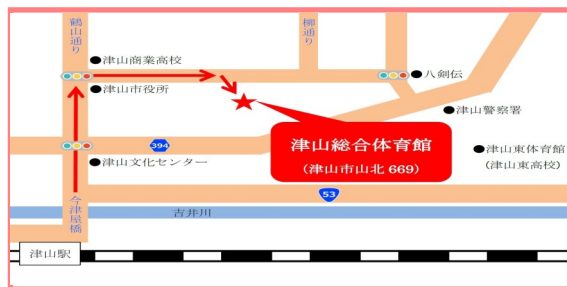 鶴山通り
柳通り
津山商業高校
八剣伝
津山市役所
津山警察署
津山総合体育館
(津山市山北 669)
394
津山東体育館
(津山東高校)
津山文化センター
53
今津屋橋
吉井川
津山駅